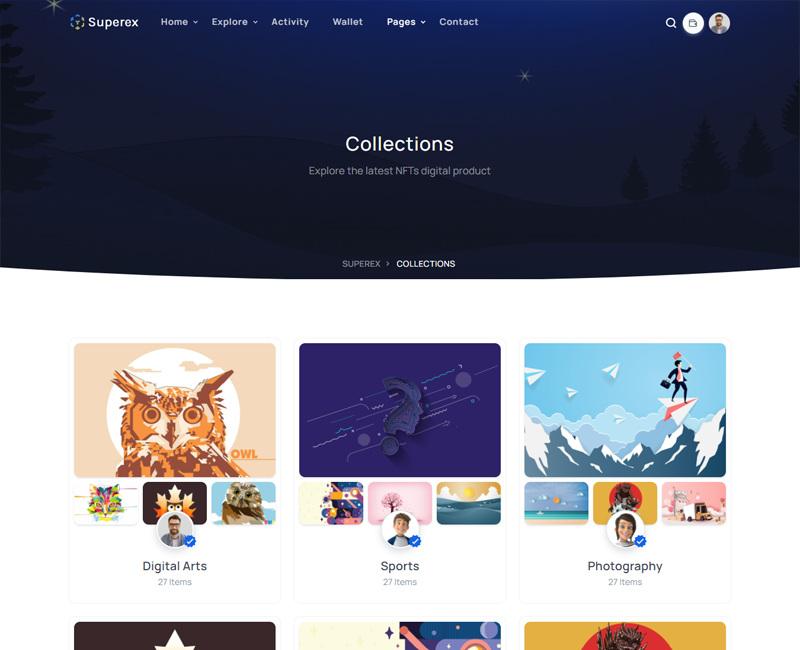 Superex Home Explore Activity Wallet Pages Contact
Collections
Explore the latest NFTs digital product
SUPEREX > COLLECTIONS
OWL
Digital Arts Sports Photography
27 Items 27 Items 27 Items